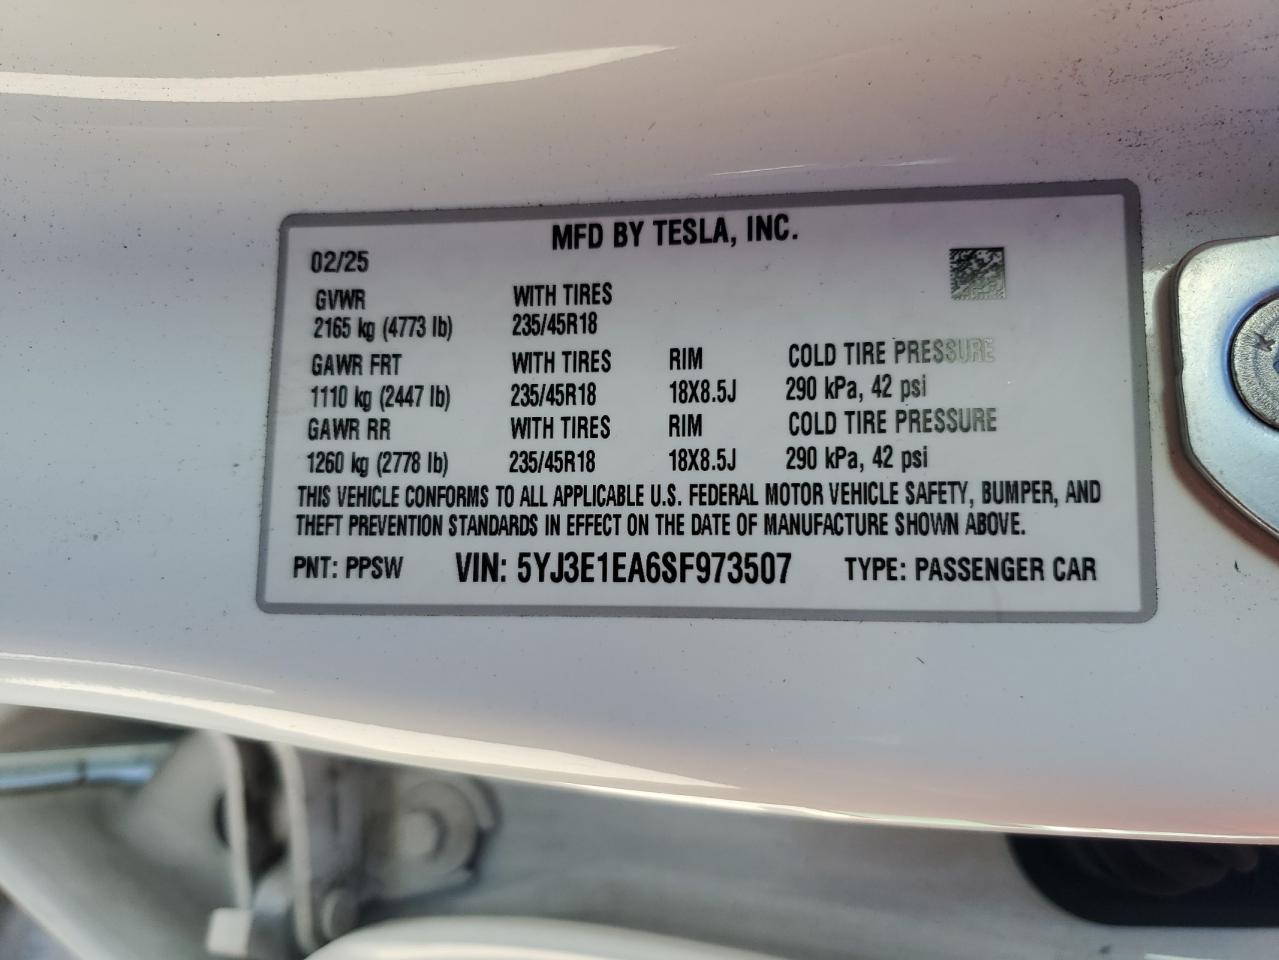 MFD BY TESLA, INC.
02/25
GVWR WITH TIRES
2165 kg (4773 lb) 235/45R18
GAWR FRT WITH TIRES RIM COLD TIRE PRESSURE
1110 kg (2447 lb) 235/45R18 18X8.5J 290 kPa, 42 psi
GAWR RR WITH TIRES RIM COLD TIRE PRESSURE
1260 kg (2778 lb) 235/45R18 18X8.5J 290 kPa, 42 psi
THIS VEHICLE CONFORMS TO ALL APPLICABLE U.S. FEDERAL MOTOR VEHICLE SAFETY, BUMPER, AND
THEFT PREVENTION STANDARDS IN EFFECT ON THE DATE OF MANUFACTURE SHOWN ABOVE.
PNT: PPSW VIN: 5YJ3E1EA6SF973507 TYPE: PASSENGER CAR